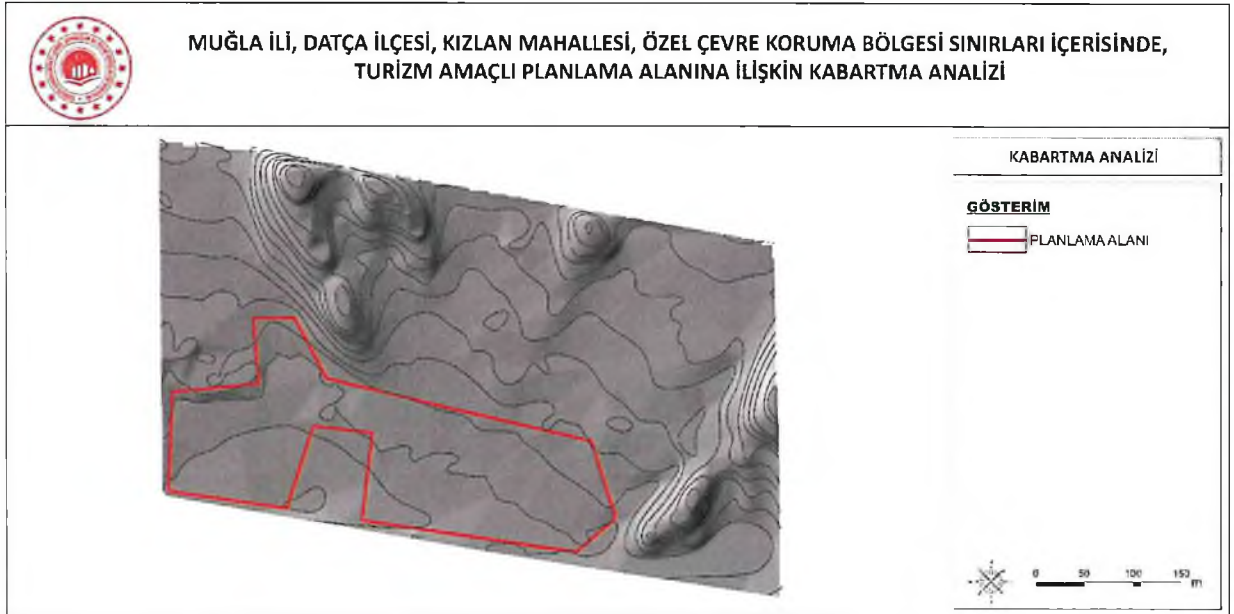 MUĞLA İLİ, DATÇA İLÇESİ, KIZLAN MAHALLESİ, ÖZEL ÇEVRE KORUMA BÖLGESİ SINIRLARI İÇERİSİNDE,
TURİZM AMAÇLI PLANLAMA ALANINA İLİŞKİN KABARTMA ANALİZİ
KABARTMA ANALİZİ
GÖSTERİM
PLANLAMA ALANI
0 50 100 150
m